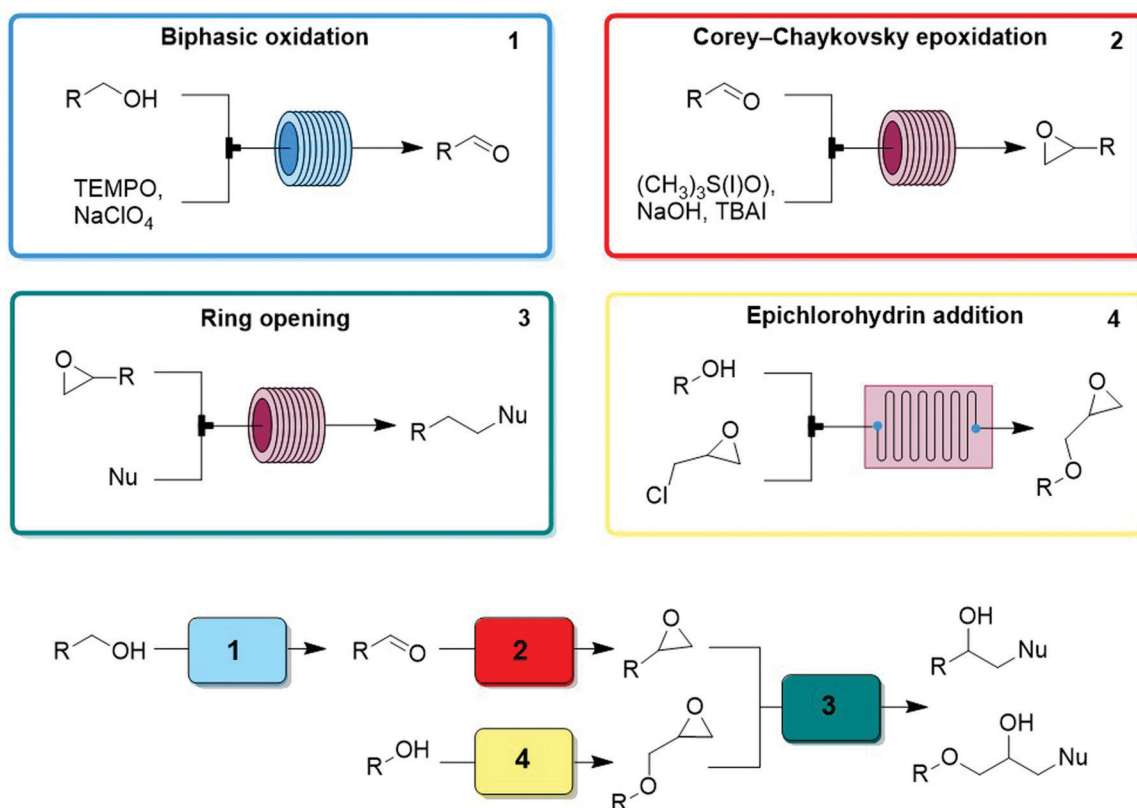 Biphasic oxidation 1
R OH
TEMPO,
NaClO4
R O
Corey–Chaykovsky epoxidation 2
R O
(CH3)3S(I)O),
NaOH, TBAI
O R
Ring opening 3
O R
Nu
R Nu
Epichlorohydrin addition 4
R OH
O
Cl
O
O
R
R OH
1
R O
2
O
R
R OH
4
O
O
R
3
OH
R Nu
OH
R O Nu